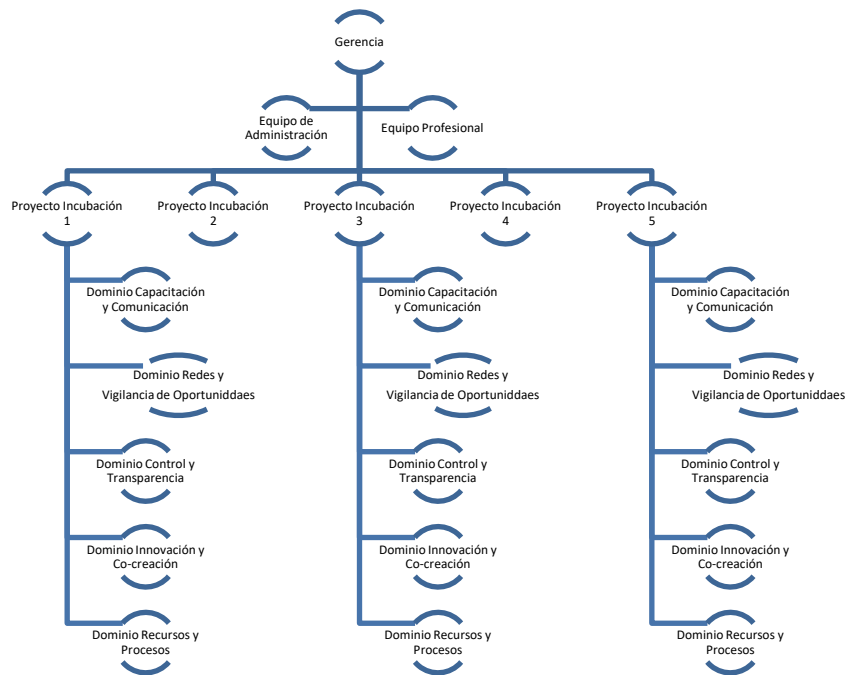 Gerencia
Equipo de
Administración
Equipo Profesional
Proyecto Incubación
1
Proyecto Incubación
2
Proyecto Incubación
3
Proyecto Incubación
4
Proyecto Incubación
5
Dominio Capacitación
y Comunicación
Dominio Redes y
Vigilancia de Oportuniddaes
Dominio Control y
Transparencia
Dominio Innovación y
Co-creación
Dominio Recursos y
Procesos
Dominio Capacitación
y Comunicación
Dominio Redes y
Vigilancia de Oportuniddaes
Dominio Control y
Transparencia
Dominio Innovación y
Co-creación
Dominio Recursos y
Procesos
Dominio Capacitación
y Comunicación
Dominio Redes y
Vigilancia de Oportuniddaes
Dominio Control y
Transparencia
Dominio Innovación y
Co-creación
Dominio Recursos y
Procesos